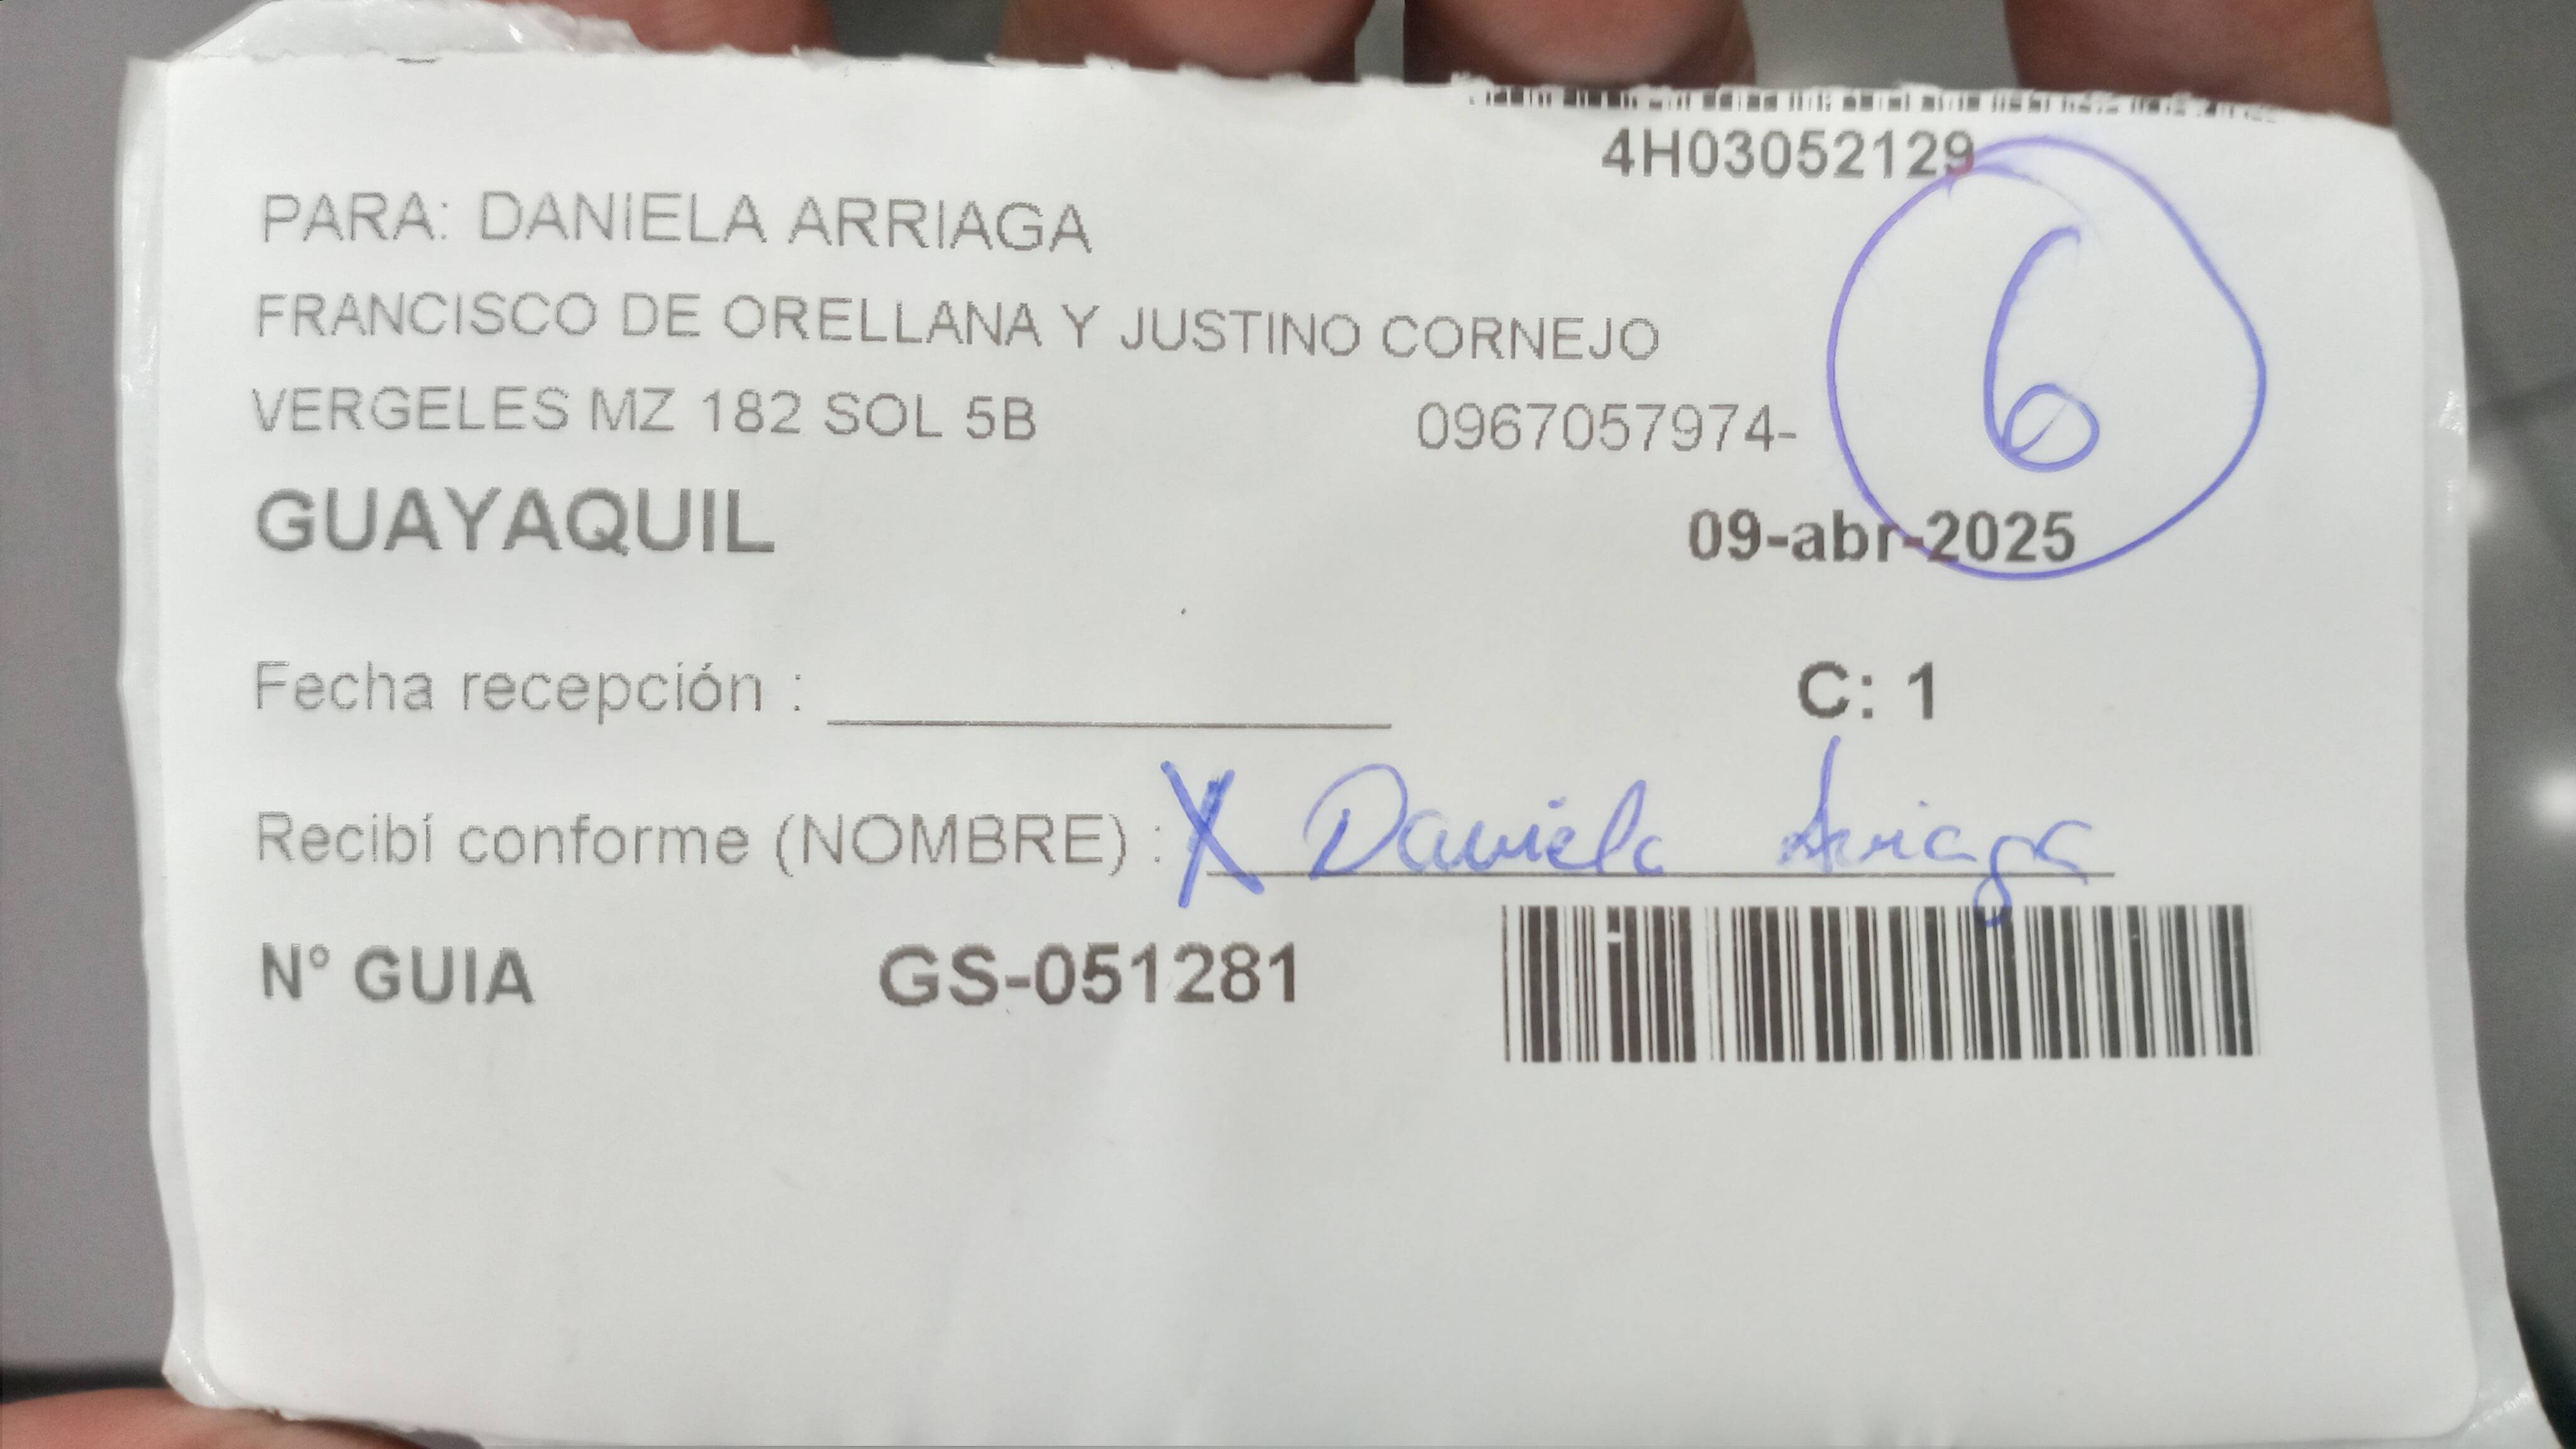 4H03052129
PARA: DANIELA ARRIAGA
FRANCISCO DE ORELLANA Y JUSTINO CORNEJO
VERGELES MZ 182 SOL 5B 0967057974-
6
GUAYAQUIL 09-abr-2025
Fecha recepción : C: 1
Recibí conforme (NOMBRE) : X Daniela Arriaga
N° GUIA GS-051281